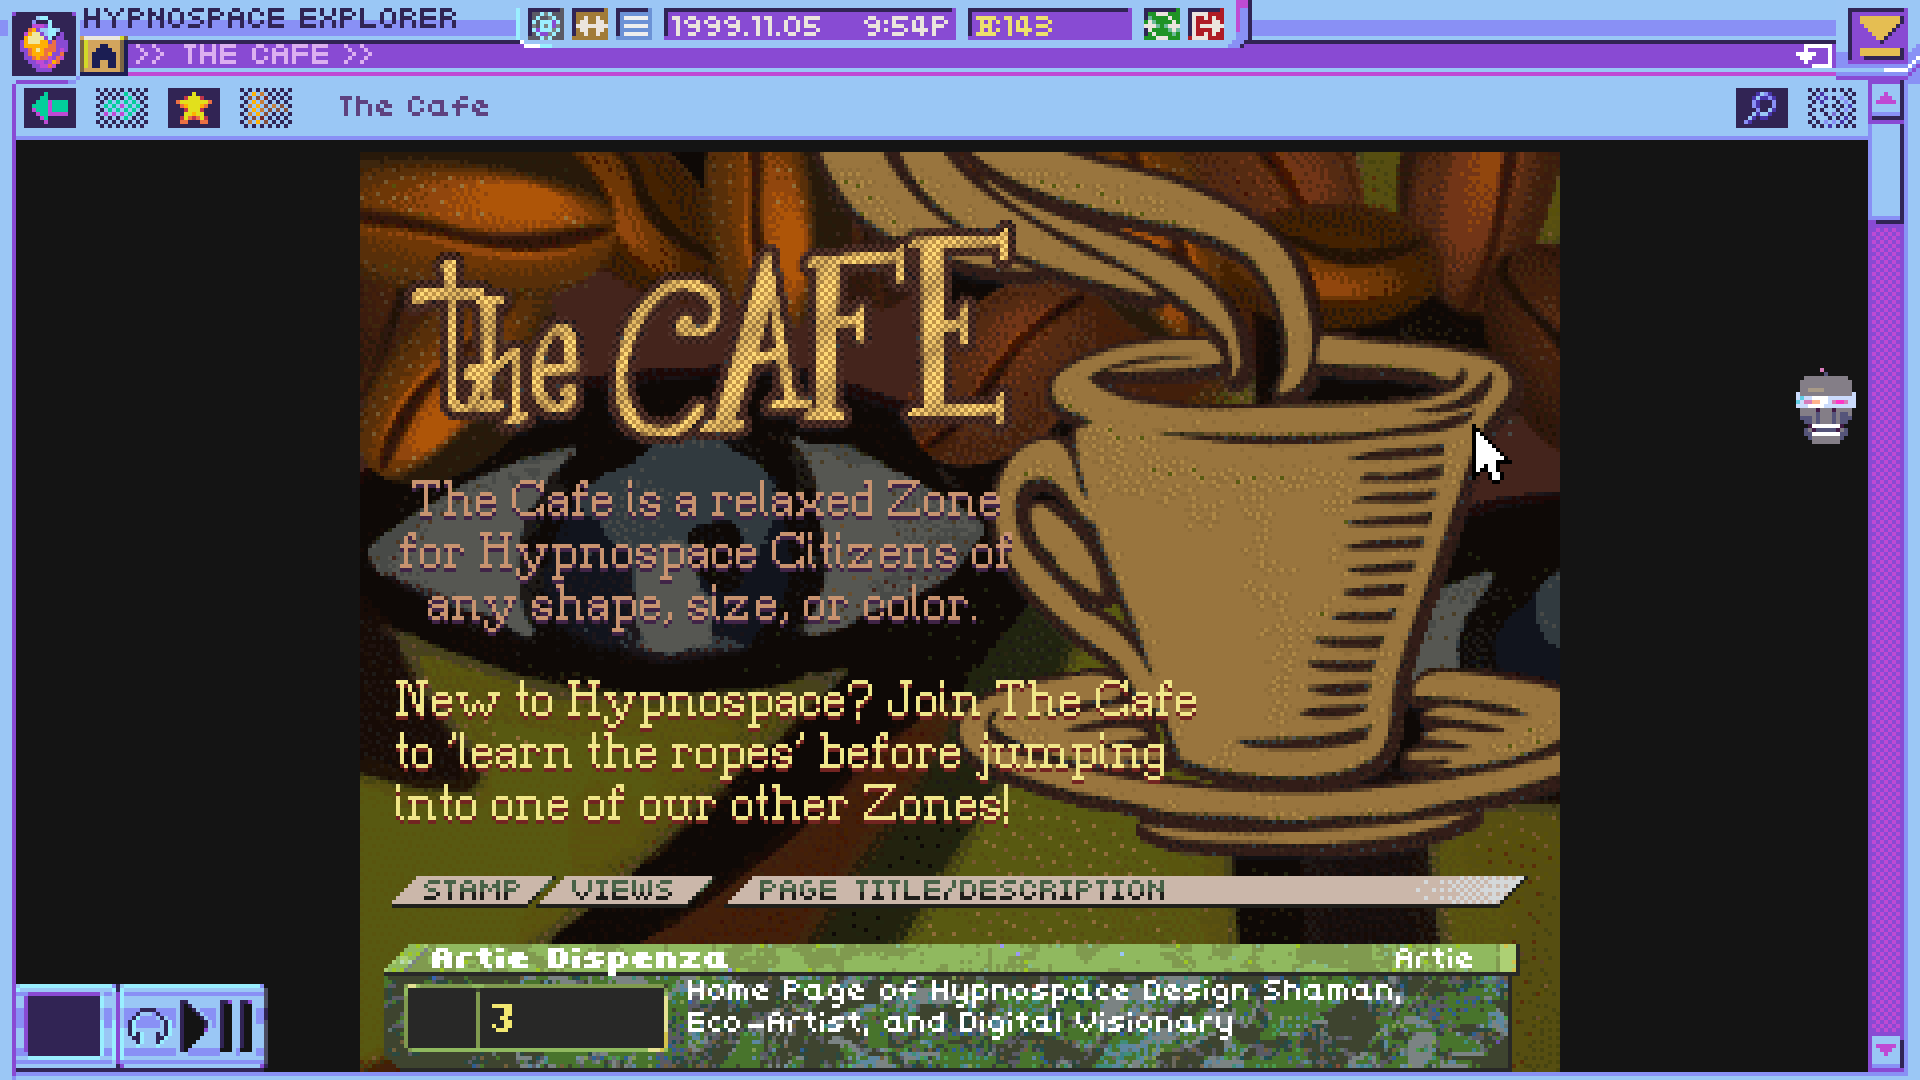 HYPNOSPACE EXPLORER
1999.11.05 9:54P
143
>> THE CAFE >>
The Cafe
the CAFE
The Cafe is a relaxed Zone
for Hypnospace Citizens of
any shape, size, or color.
New to Hypnospace? Join The Cafe
to 'learn the ropes' before jumping
into one of our other Zones!
STAMP VIEWS PAGE TITLE/DESCRIPTION
Artie Dispenza Artie
3 Home Page of Hypnospace Design Shaman,
Eco-Artist, and Digital Visionary